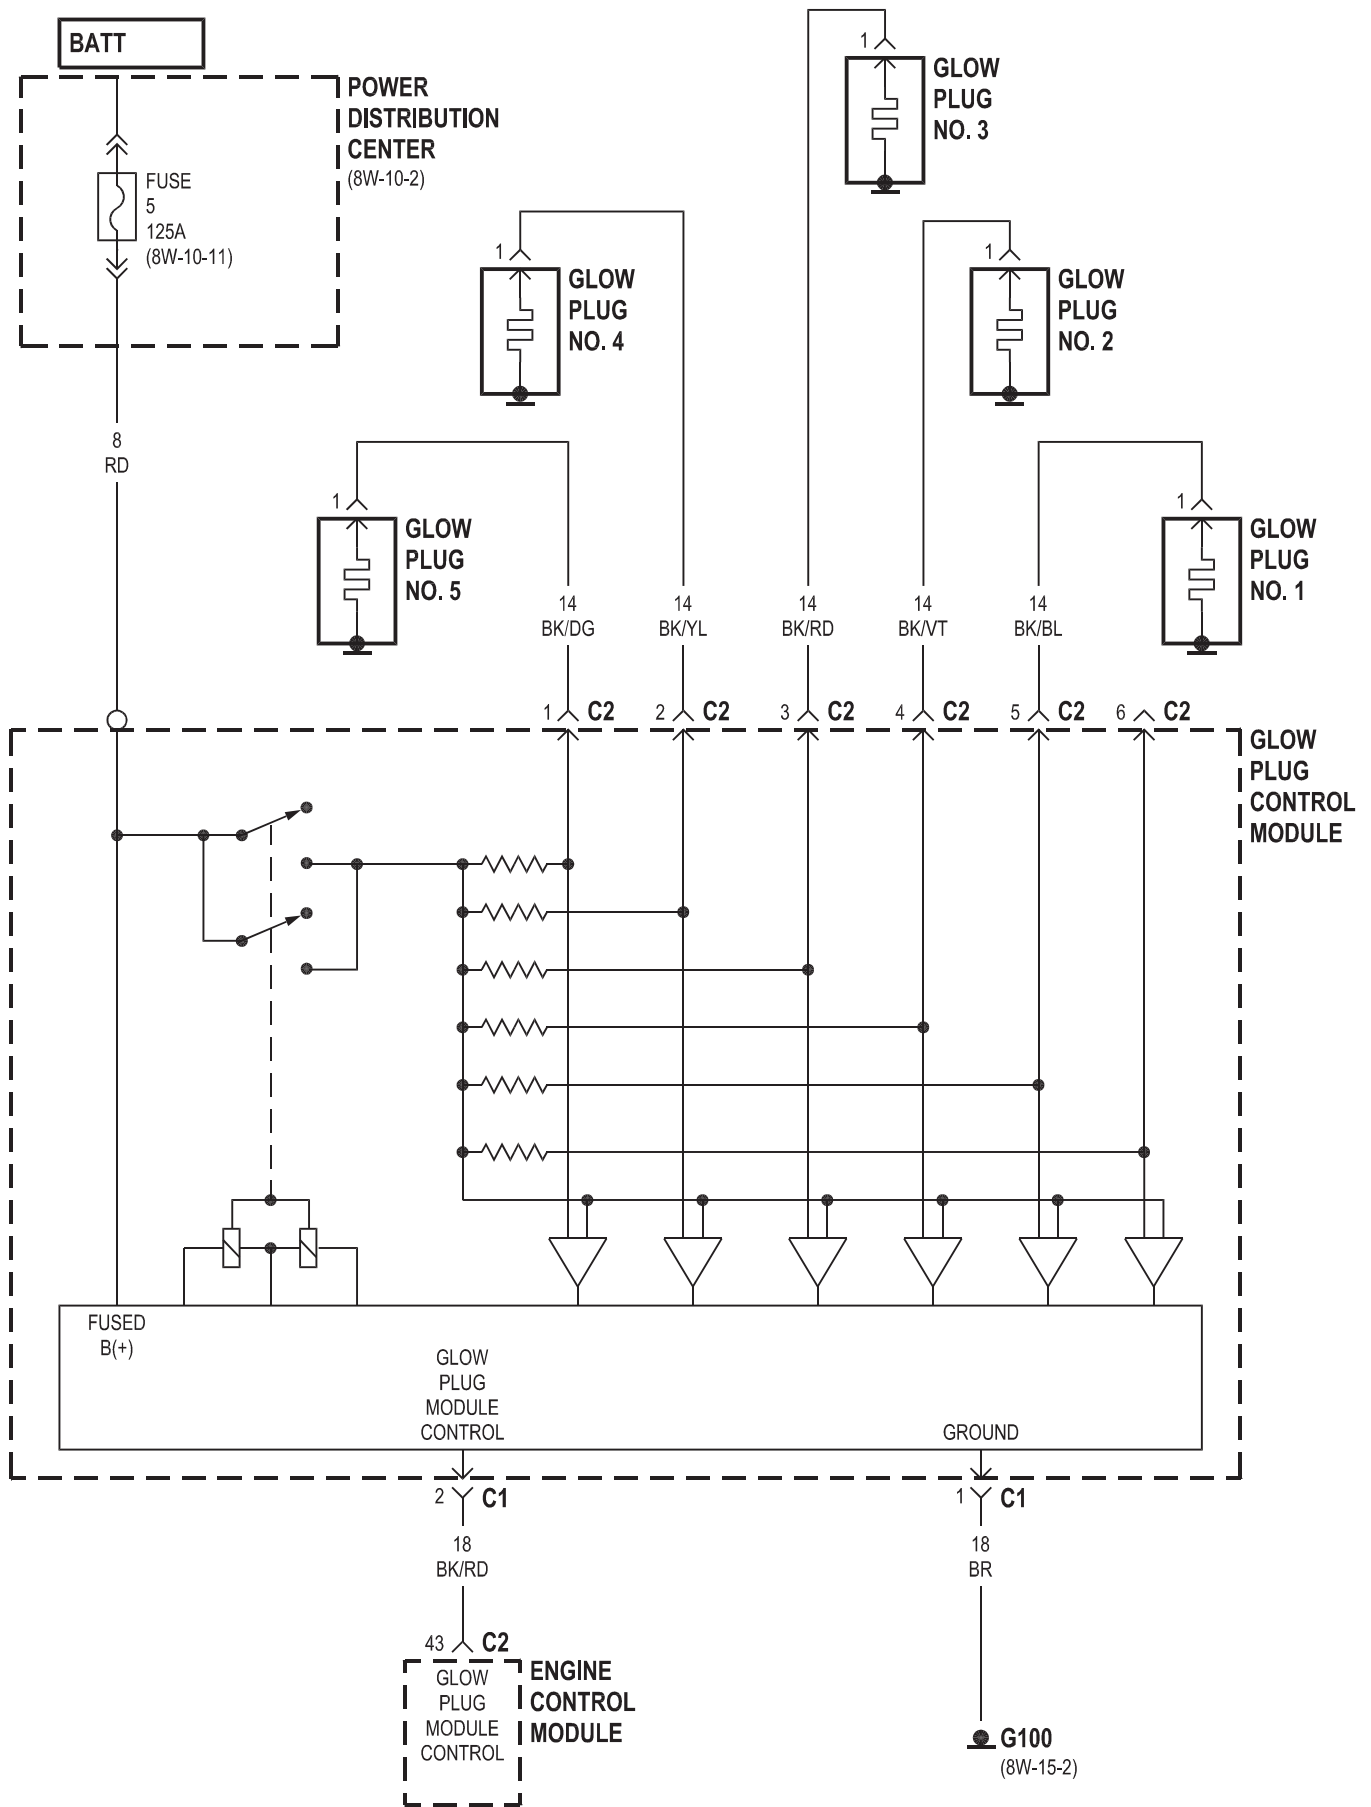 BATT
POWER
DISTRIBUTION
CENTER
(8W-10-2)
FUSE
5
125A
(8W-10-11)
1
GLOW
PLUG
NO. 3
1
GLOW
PLUG
NO. 4
1
GLOW
PLUG
NO. 2
8
RD
1
GLOW
PLUG
NO. 5
1
GLOW
PLUG
NO. 1
14
BK/DG
14
BK/YL
14
BK/RD
14
BK/VT
14
BK/BL
1 C2
2 C2
3 C2
4 C2
5 C2
6 C2
GLOW
PLUG
CONTROL
MODULE
FUSED
B(+)
GLOW
PLUG
MODULE
CONTROL
GROUND
2 C1
1 C1
18
BK/RD
18
BR
43 C2
GLOW
PLUG
MODULE
CONTROL
ENGINE
CONTROL
MODULE
G100
(8W-15-2)